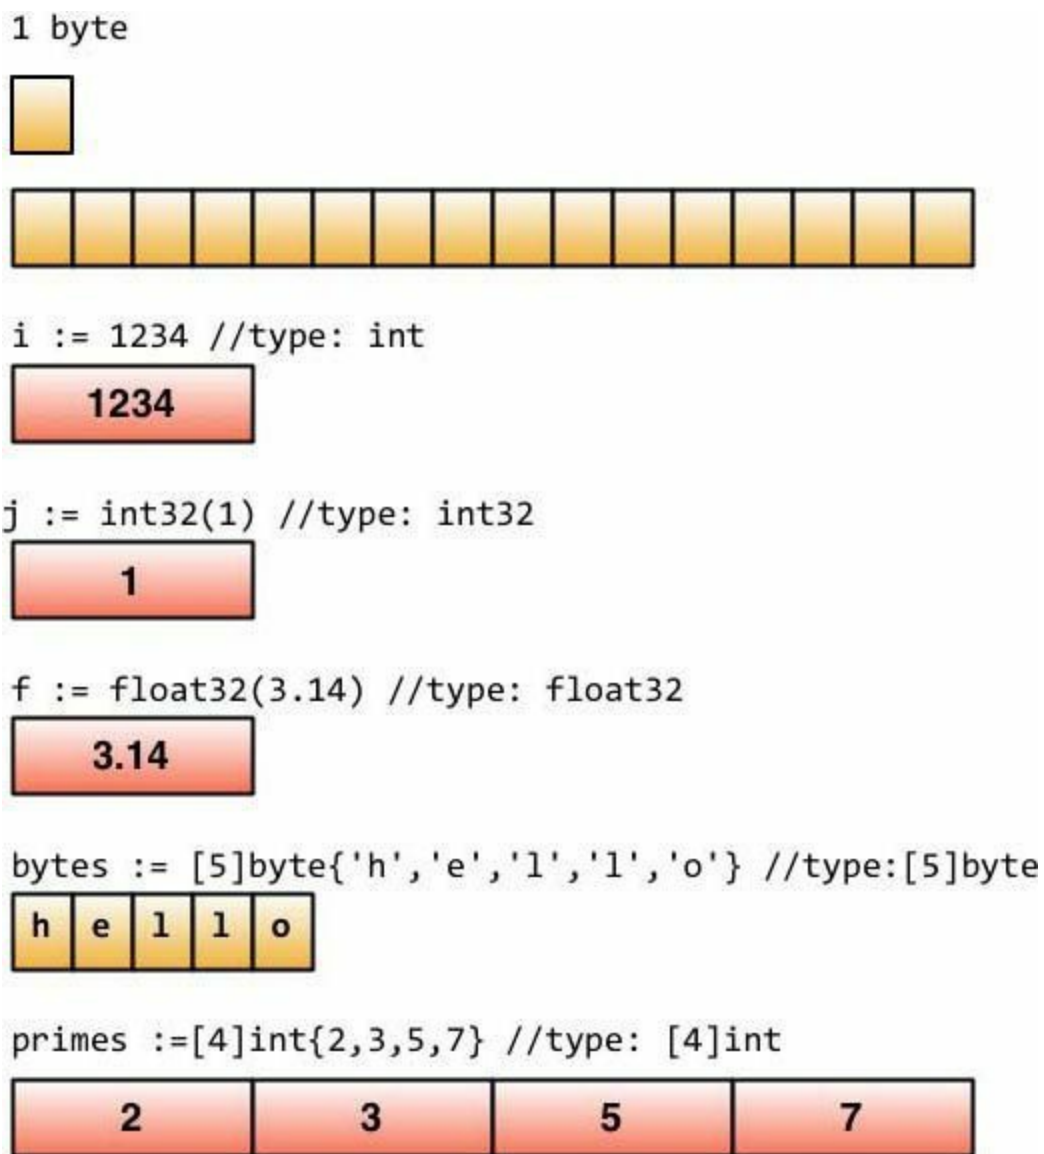 1 byte
i := 1234 //type: int
1234
j := int32(1) //type: int32
1
f := float32(3.14) //type: float32
3.14
bytes := [5]byte{'h','e','l','l','o'} //type:[5]byte
h e l l o
primes :=[4]int{2,3,5,7} //type: [4]int
2 3 5 7